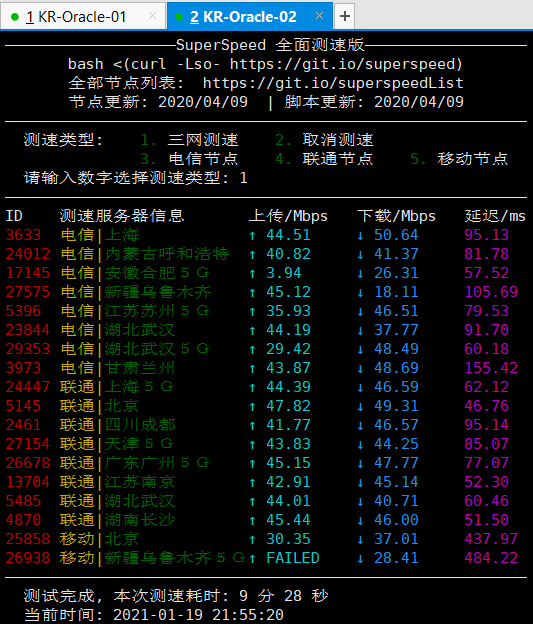 1 KR-Oracle-01 × 2 KR-Oracle-02 × +
SuperSpeed 全面测速版
bash <(curl -Lso- https://git.io/superspeed)
全部节点列表: https://git.io/superspeedList
节点更新: 2020/04/09 | 脚本更新: 2020/04/09
测速类型: 1. 三网测速 2. 取消测速
3. 电信节点 4. 联通节点 5. 移动节点
请输入数字选择测速类型: 1
ID 测速服务器信息 上传/Mbps 下载/Mbps 延迟/ms
3633 电信|上海 ↑ 44.51 ↓ 50.64 95.13
24012 电信|内蒙古呼和浩特 ↑ 40.82 ↓ 41.37 81.78
17145 电信|安徽合肥5G ↑ 3.94 ↓ 26.31 57.52
27575 电信|新疆乌鲁木齐 ↑ 45.12 ↓ 18.11 105.69
5396 电信|江苏苏州5G ↑ 35.93 ↓ 46.51 79.53
23844 电信|湖北武汉 ↑ 44.19 ↓ 37.77 91.70
29353 电信|湖北武汉5G ↑ 29.42 ↓ 48.49 60.18
3973 电信|甘肃兰州 ↑ 43.87 ↓ 48.69 155.42
24447 联通|上海5G ↑ 44.39 ↓ 46.59 62.12
5145 联通|北京 ↑ 47.82 ↓ 49.31 46.76
2461 联通|四川成都 ↑ 41.77 ↓ 46.57 95.14
27154 联通|天津5G ↑ 43.83 ↓ 44.25 85.07
26678 联通|广东广州5G ↑ 45.15 ↓ 47.77 77.07
13704 联通|江苏南京 ↑ 42.91 ↓ 45.14 52.30
5485 联通|湖北武汉 ↑ 44.01 ↓ 40.71 60.46
4870 联通|湖南长沙 ↑ 45.44 ↓ 46.00 51.50
25858 移动|北京 ↑ 30.35 ↓ 37.01 437.97
26938 移动|新疆乌鲁木齐5G ↑ FAILED ↓ 28.41 484.22
测试完成, 本次测速耗时: 9 分 28 秒
当前时间: 2021-01-19 21:55:20